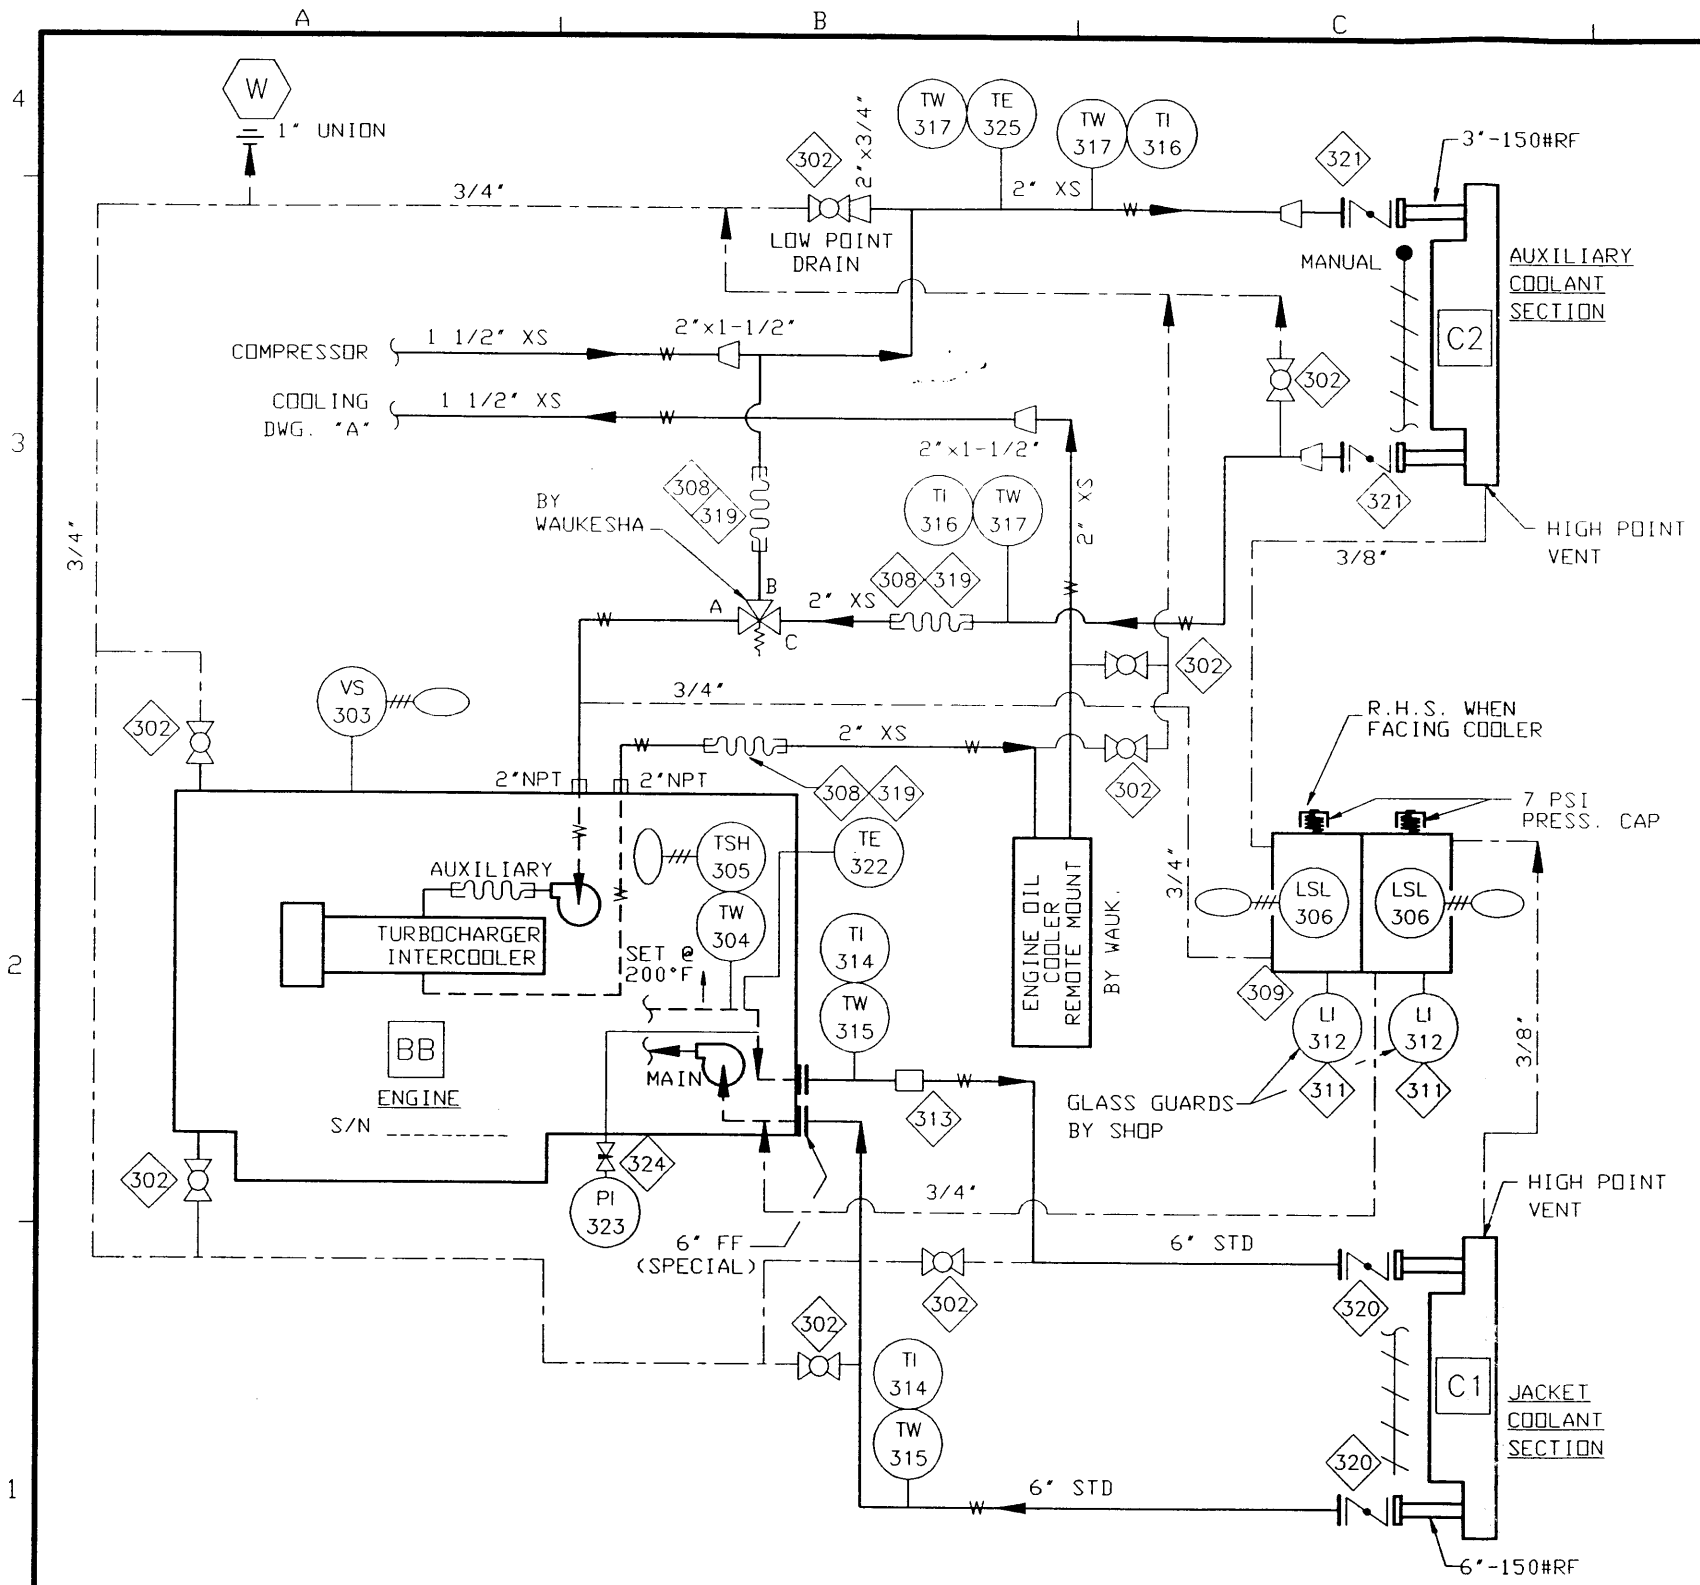 A
B
C
4
3
2
1
W
1" UNION
3/4"
302
2"x3/4"
LOW POINT
DRAIN
TW
317
TE
325
TW
317
TI
316
2" XS
W
321
3"-150#RF
MANUAL
AUXILIARY
COOLANT
SECTION
C2
COMPRESSOR
1 1/2" XS
W
2"x1-1/2"
COOLING
DWG. "A"
1 1/2" XS
W
2"x1-1/2"
302
321
HIGH POINT
VENT
3/8"
308
319
BY
WAUKESHA
TI
316
TW
317
2" XS
W
3/4"
A
B
C
2" XS
308
319
W
W
302
VS
303
302
3/4"
W
2" XS
W
302
308
319
2"NPT
2"NPT
W
W
R.H.S. WHEN
FACING COOLER
7 PSI
PRESS. CAP
TSH
305
TE
322
AUXILIARY
TW
304
TURBOCHARGER
INTERCOOLER
SET @
200°F
TI
314
TW
315
ENGINE OIL
COOLER
REMOTE MOUNT
BY WAUK.
3/4"
LSL
306
LSL
306
309
LI
312
LI
312
311
311
3/8"
GLASS GUARDS
BY SHOP
BB
ENGINE
S/N
MAIN
W
313
302
324
PI
323
3/4"
6" FF
(SPECIAL)
HIGH POINT
VENT
6" STD
302
320
302
TI
314
TW
315
C1
JACKET
COOLANT
SECTION
320
6" STD
W
6"-150#RF